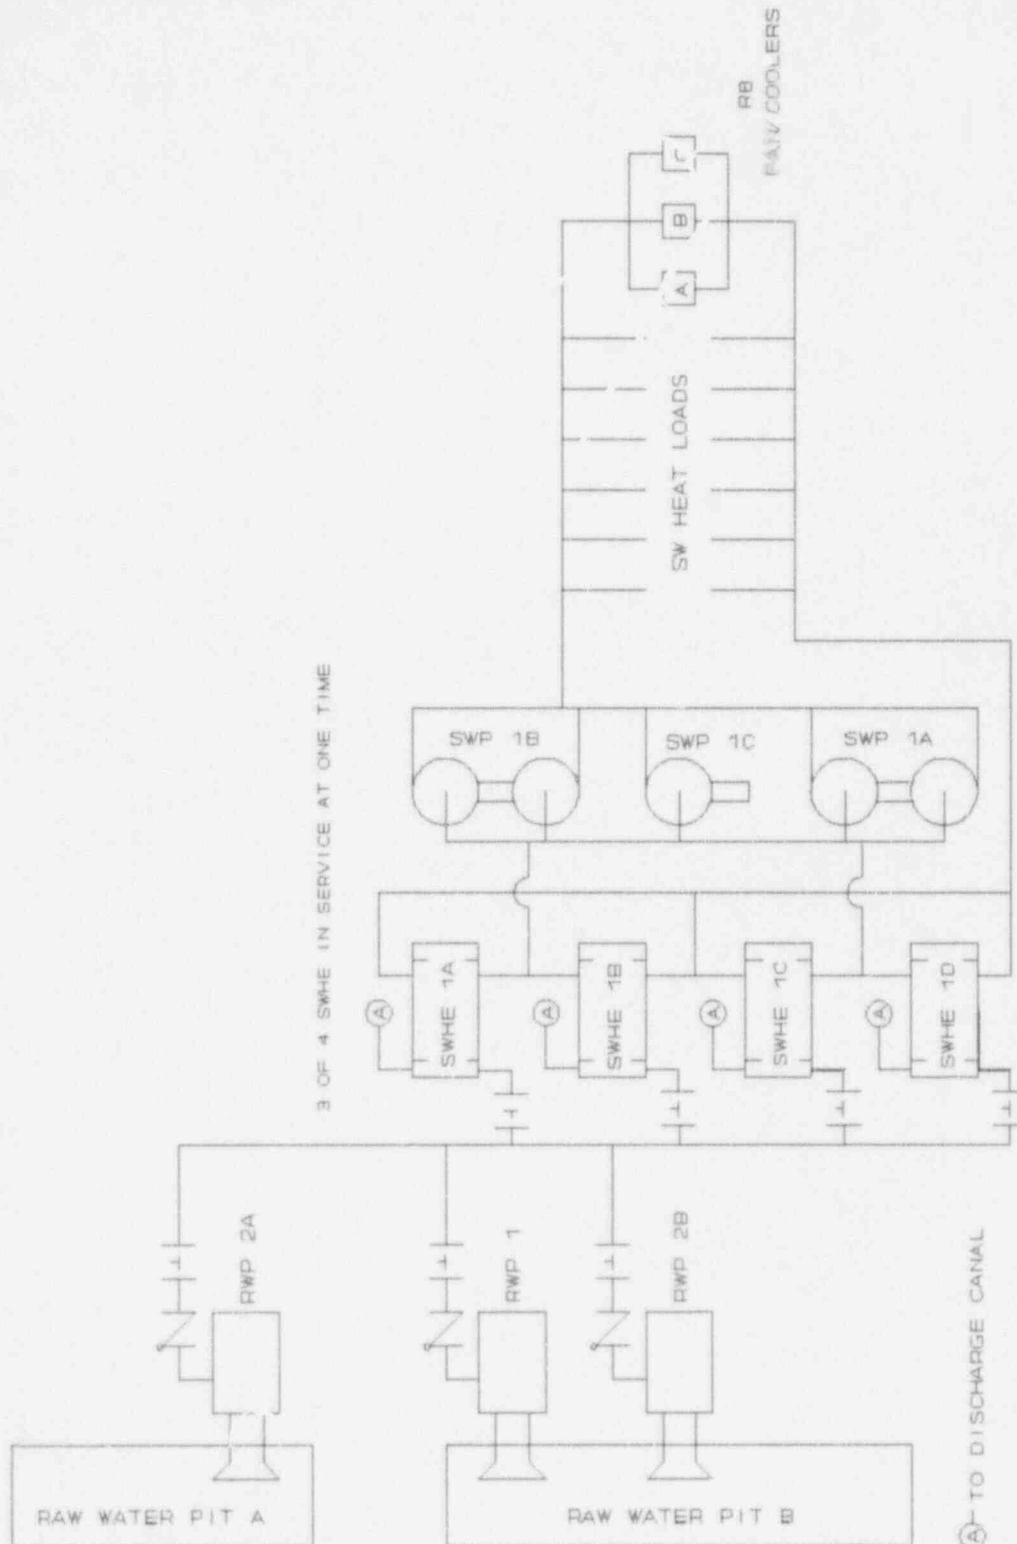 RB
FAN COOLERS
C
B
A
SW HEAT LOADS
3 OF 4 SWHE IN SERVICE AT ONE TIME
SWP 1B
SWP 1C
SWP 1A
A
SWHE 1A
A
SWHE 1B
A
SWHE 1C
A
SWHE 1D
RWP 2A
RWP 1
RWP 2B
RAW WATER PIT A
RAW WATER PIT B
A TO DISCHARGE CANAL